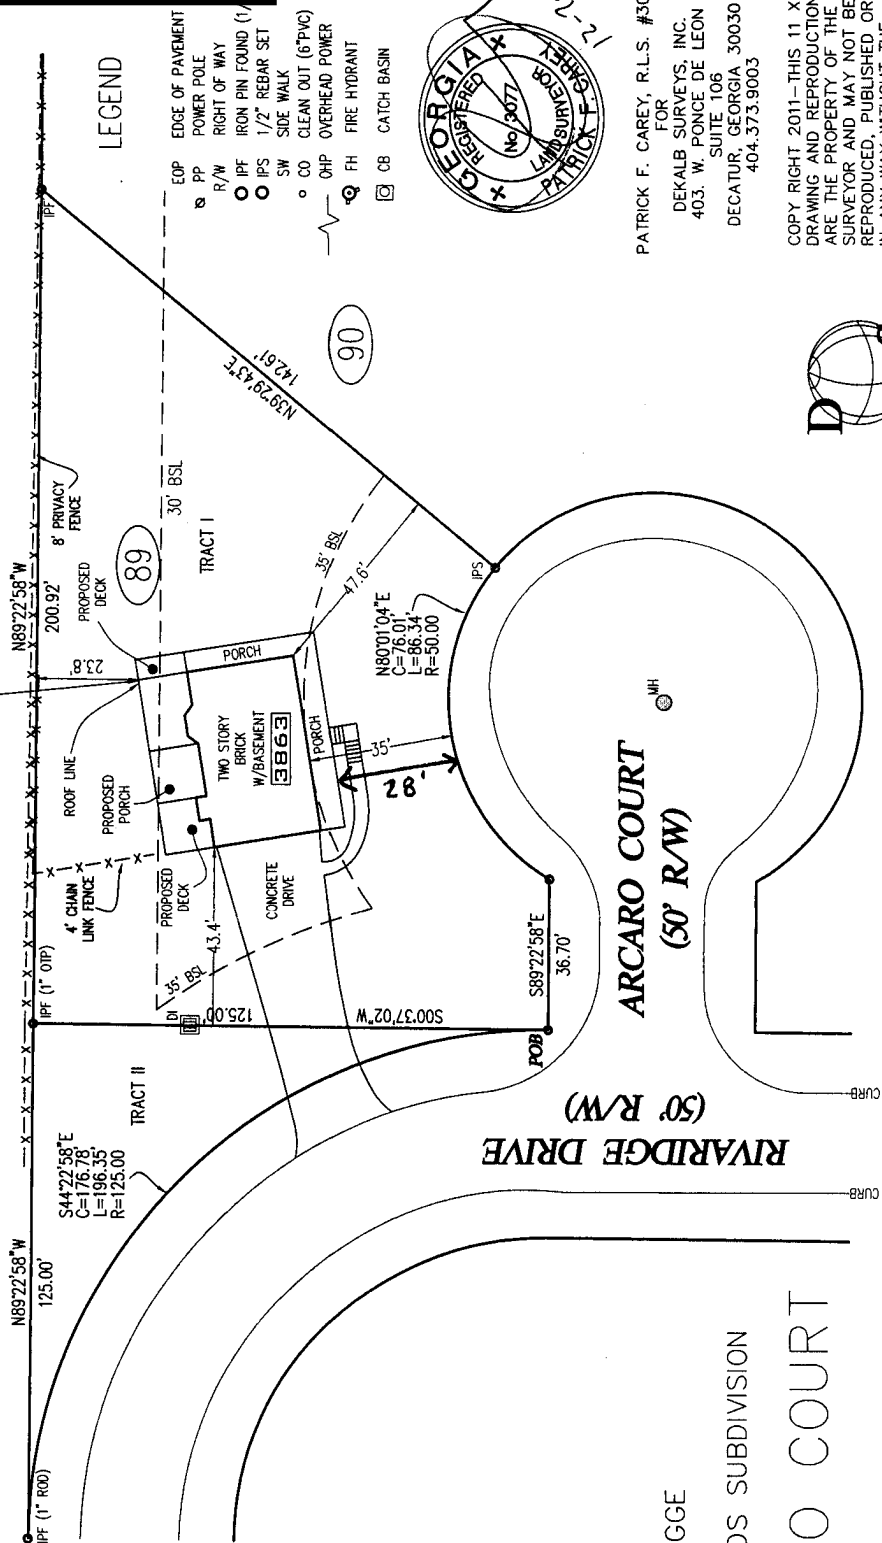 LEGEND
EOP EDGE OF PAVEMENT
PP POWER POLE
R/W RIGHT OF WAY
IPF IRON PIN FOUND (1/
IPS 1/2" REBAR SET
SW SIDE WALK
CO CLEAN OUT (6"PVC)
OHP OVERHEAD POWER
FH FIRE HYDRANT
CB CATCH BASIN
GEORGIA
REGISTERED
No. 3077
LAND SURVEYOR
PATRICK F. CAREY
12-2
PATRICK F. CAREY, R.L.S. #30
FOR
DEKALB SURVEYS, INC.
403. W. PONCE DE LEON
SUITE 106
DECATUR, GEORGIA 30030
404.373.9003
COPY RIGHT 2011-THIS 11 X
DRAWING AND REPRODUCTION
ARE THE PROPERTY OF THE
SURVEYOR AND MAY NOT BE
REPRODUCED, PUBLISHED OR
D
IPF
N39°29'43"E
142.61'
90
8' PRIVACY
FENCE
30' BSL
TRACT I
89
N89°22'58"W
200.92'
PROPOSED
DECK
23.8'
ROOF LINE
PROPOSED
PORCH
PORCH
TWO STORY
BRICK
W/BASEMENT
3863
PORCH
35' BSL
47.6'
IPS
N80°01'04"E
C=76.01'
L=86.34'
R=50.00
35'
28'
MH
4' CHAIN
LINK FENCE
PROPOSED
DECK
CONCRETE
DRIVE
43.4'
35' BSL
IPF (1" OTP)
DI
125.00'
S00°37'02"W
S89°22'58"E
36.70'
POB
ARCARO COURT
(50' R/W)
TRACT II
S44°22'58"E
C=176.78'
L=196.35'
R=125.00
N89°22'58"W
125.00'
RIVARIDGE DRIVE
(50' R/W)
CURB
CURB
IPF (1" ROD)
GGE
OS SUBDIVISION
O COURT